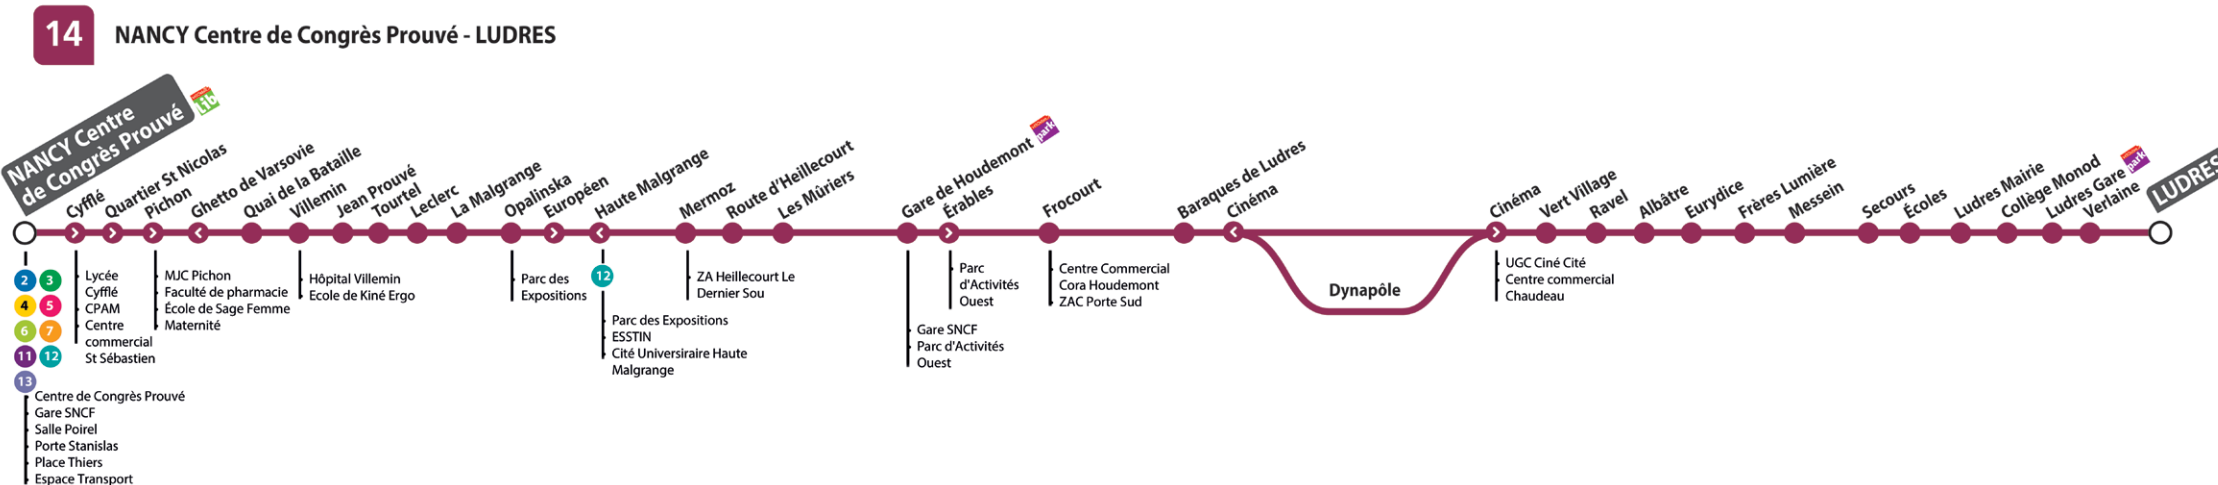 14
NANCY Centre de Congrès Prouvé - LUDRES
NANCY Centre
de Congrès Prouvé
Lib
Cyfflé
Quartier St Nicolas
Pichon
Ghetto de Varsovie
Quai de la Bataille
Villemin
Jean Prouvé
Tourtel
Leclerc
La Malgrange
Opalinska
Européen
Haute Malgrange
Mermoz
Route d'Heillecourt
Les Mûriers
Gare de Houdemont
park
Érables
Frocourt
Baraques de Ludres
Cinéma
Cinéma
Vert Village
Ravel
Albâtre
Eurydice
Frères Lumière
Messein
Secours
Écoles
Ludres Mairie
Collège Monod
Ludres Gare
park
Verlaine
LUDRES
2 3
4 5
6 7
11 12
13
Centre de Congrès Prouvé
Gare SNCF
Salle Poirel
Porte Stanislas
Place Thiers
Espace Transport
Lycée
Cyfflé
CPAM
Centre
commercial
St Sébastien
MJC Pichon
Faculté de pharmacie
École de Sage Femme
Maternité
Hôpital Villemin
Ecole de Kiné Ergo
Parc des
Expositions
12
Parc des Expositions
ESSTIN
Cité Universiraire Haute
Malgrange
ZA Heillecourt Le
Dernier Sou
Gare SNCF
Parc d'Activités
Ouest
Parc
d'Activités
Ouest
Centre Commercial
Cora Houdemont
ZAC Porte Sud
Dynapôle
UGC Ciné Cité
Centre commercial
Chaudeau